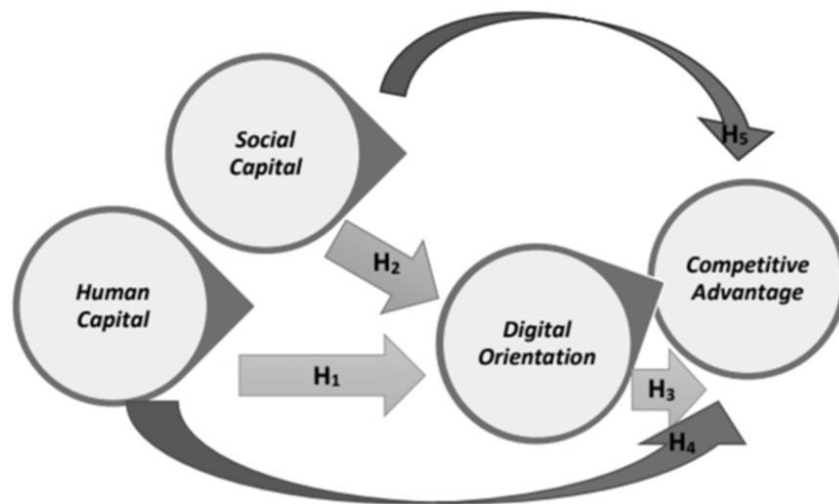 Social
Capital
H₅
Human
Capital
H₂
Competitive
Advantage
Digital
Orientation
H₁
H₃
H₄